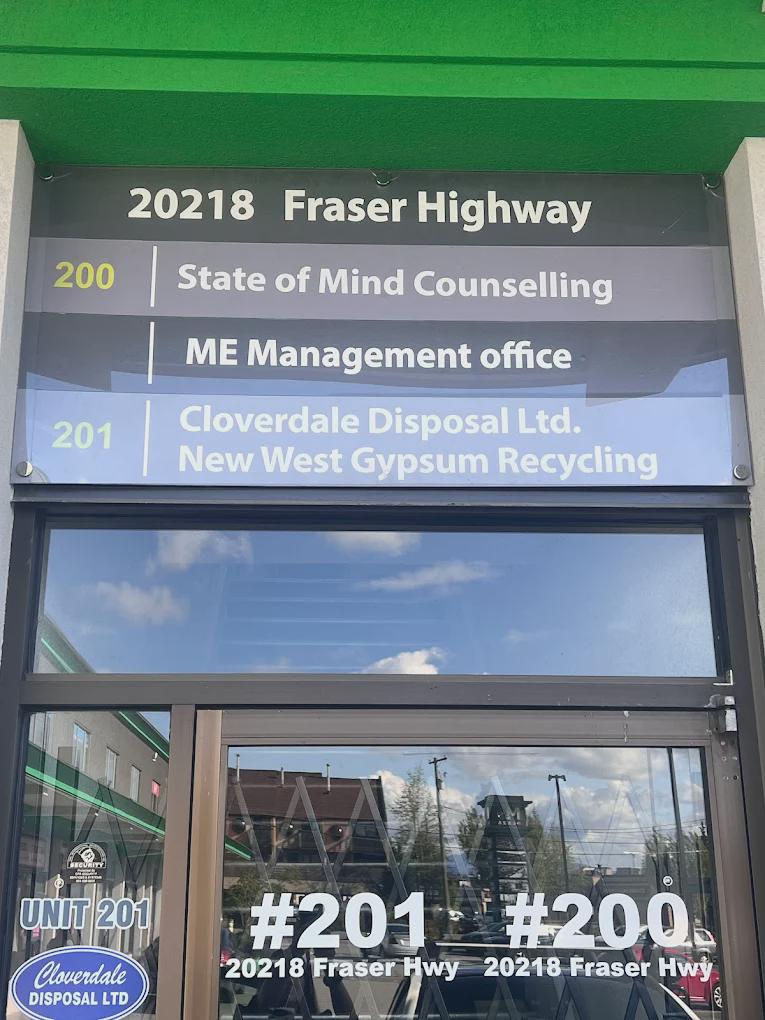 20218 Fraser Highway
200 State of Mind Counselling
ME Management office
201 Cloverdale Disposal Ltd.
New West Gypsum Recycling
SECURITY
UNIT 201
Cloverdale
DISPOSAL LTD
#201 #200
20218 Fraser Hwy 20218 Fraser Hwy